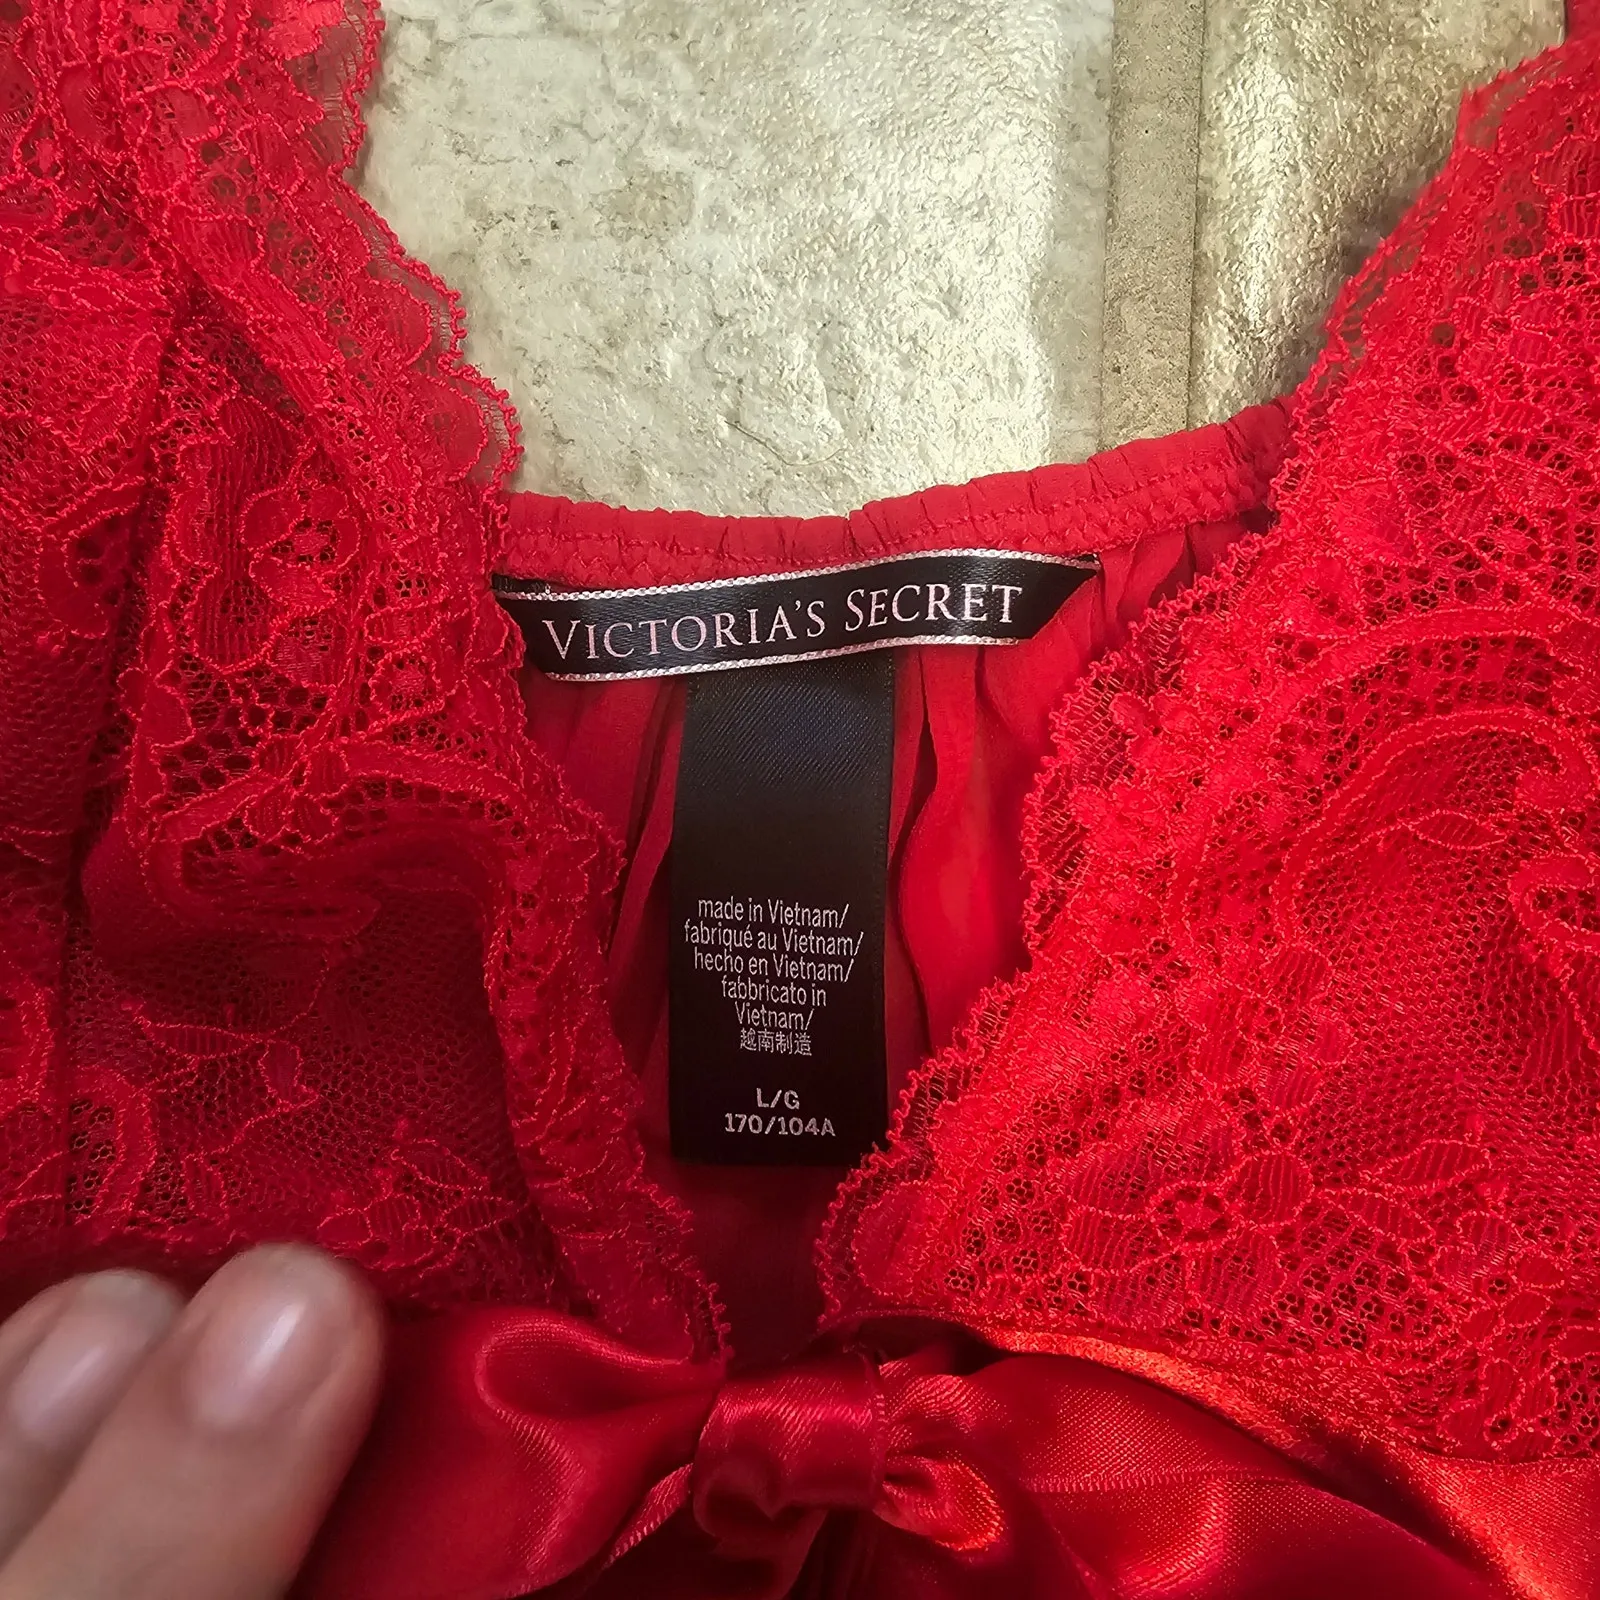 VICTORIA'S SECRET
made in Vietnam/
fabriqué au Vietnam/
hecho en Vietnam/
fabbricato in
Vietnam/
越南制造
L/G
170/104A